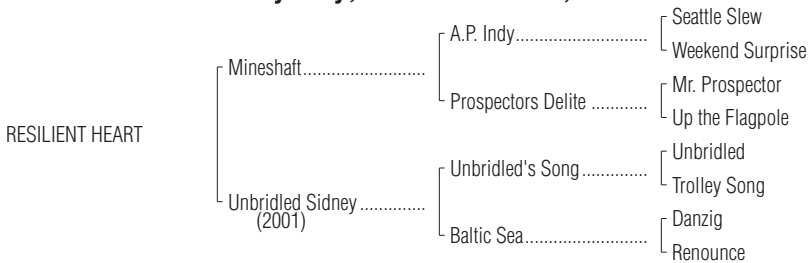 Seattle Slew
A.P. Indy
Weekend Surprise
Mineshaft
Mr. Prospector
Prospectors Delite
Up the Flagpole
RESILIENT HEART
Unbridled
Unbridled's Song
Trolley Song
Unbridled Sidney
(2001)
Danzig
Baltic Sea
Renounce